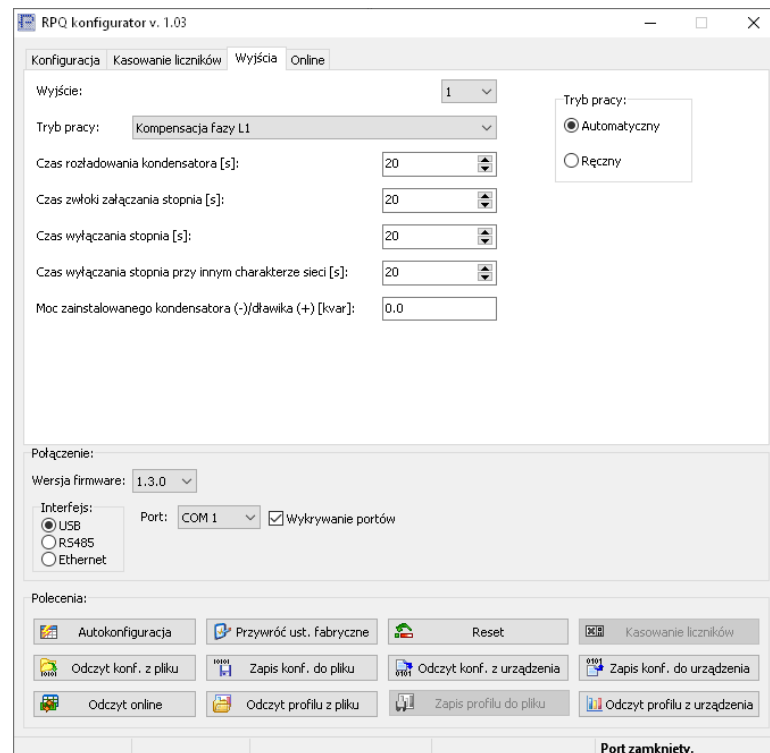 RPQ konfigurator v. 1.03
Konfiguracja Kasowanie liczników Wyjścia Online
Wyjście: 1
Tryb pracy: Kompensacja fazy L1
Czas rozładowania kondensatora [s]: 20
Czas zwłoki załączania stopnia [s]: 20
Czas wyłączania stopnia [s]: 20
Czas wyłączania stopnia przy innym charakterze sieci [s]: 20
Moc zainstalowanego kondensatora (-)/dławika (+) [kvar]: 0.0
Tryb pracy:
Automatyczny
Ręczny
Połączenie:
Wersja firmware: 1.3.0
Interfejs:
USB
RS485
Ethernet
Port: COM 1 Wykrywanie portów
Polecenia:
Autokonfiguracja Przywróć ust. fabryczne Reset Kasowanie liczników
Odczyt konf. z pliku Zapis konf. do pliku Odczyt konf. z urządzenia Zapis konf. do urządzenia
Odczyt online Odczyt profilu z pliku Zapis profilu do pliku Odczyt profilu z urządzenia
Port zamknięty.